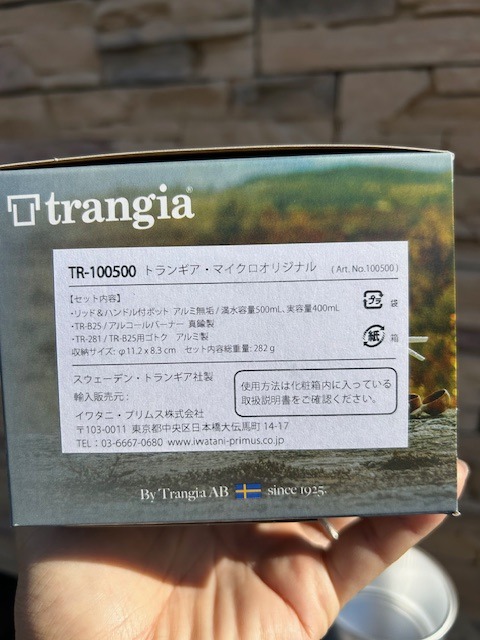 trangia®
TR-100500 トランギア・マイクロオリジナル (Art. No.100500)
【セット内容】
・リッド&ハンドル付ポット アルミ無垢/満水容量500mL、実容量400mL
・TR-B25/アルコールバーナー 真鍮製
・TR-281/TR-B25用ゴトク アルミ製
収納サイズ:φ11.2 x 8.3 cm セット内容総重量: 282 g
プラ 袋
紙 箱
スウェーデン・トランギア社製
輸入販売元:
イワタニ・プリムス株式会社
〒103-0011 東京都中央区日本橋大伝馬町 14-17
TEL:03-6667-0680 www.iwatani-primus.co.jp
使用方法は化粧箱内に入っている
取扱説明書をご確認ください。
By Trangia AB since 1925.